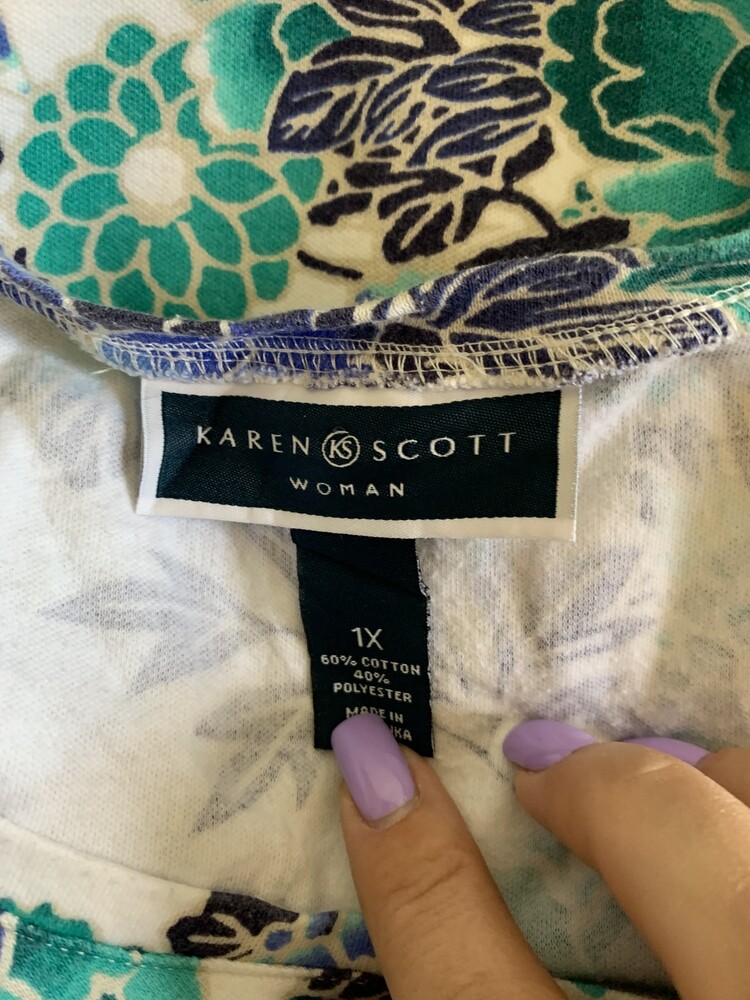 KAREN KS SCOTT
WOMAN
1X
60% COTTON
40%
POLYESTER
MADE IN